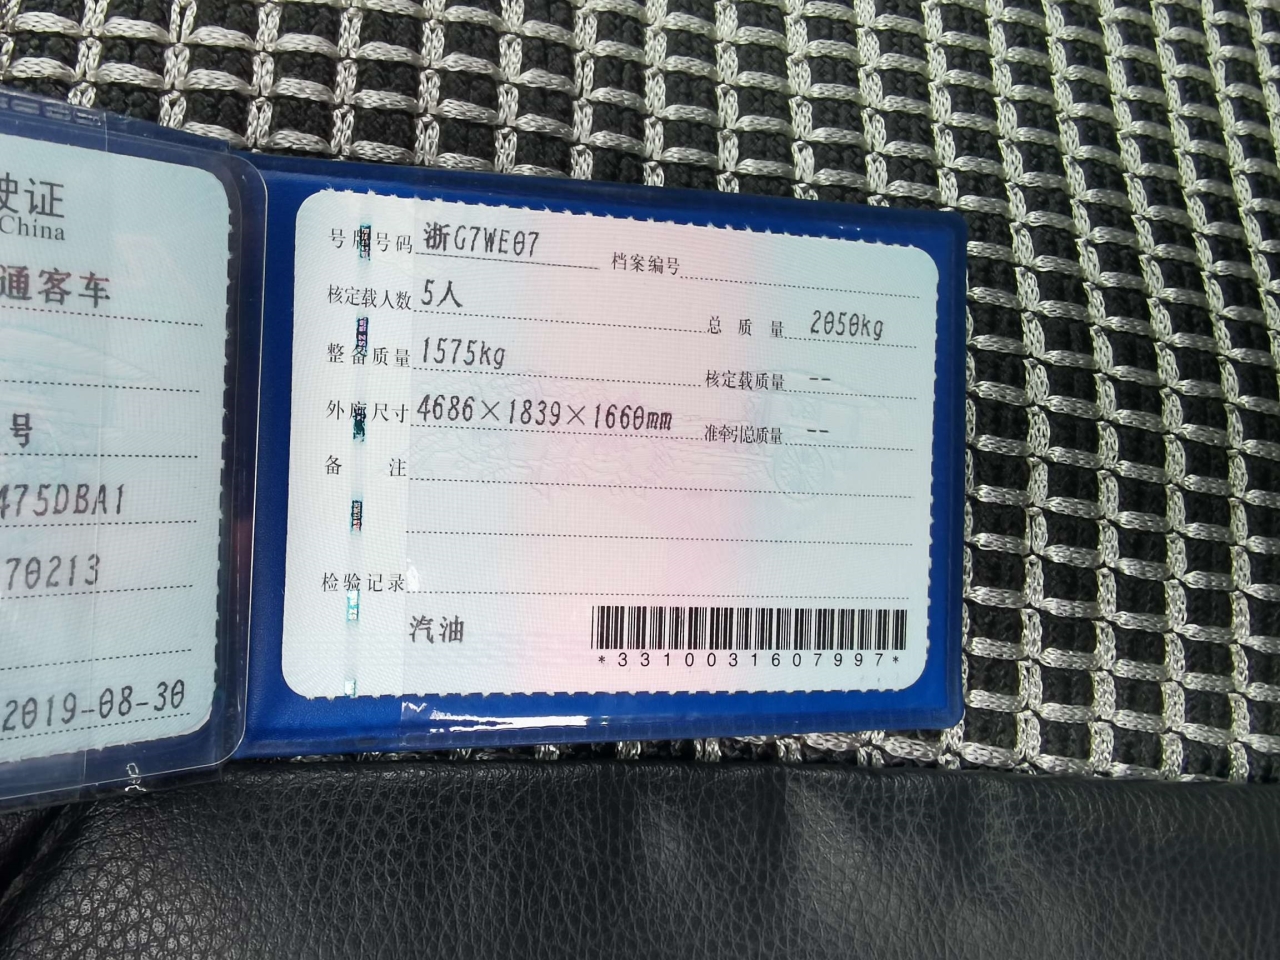 驶证
China
通客车
号
475DBA1
70213
2019-08-30
号牌号码 浙G7WE07 档案编号
核定载人数 5人 总质量 2050kg
整备质量 1575kg 核定载质量 --
外廓尺寸 4686×1839×1660mm 准牵引总质量 --
备注
检验记录
汽油
*3310031607997*